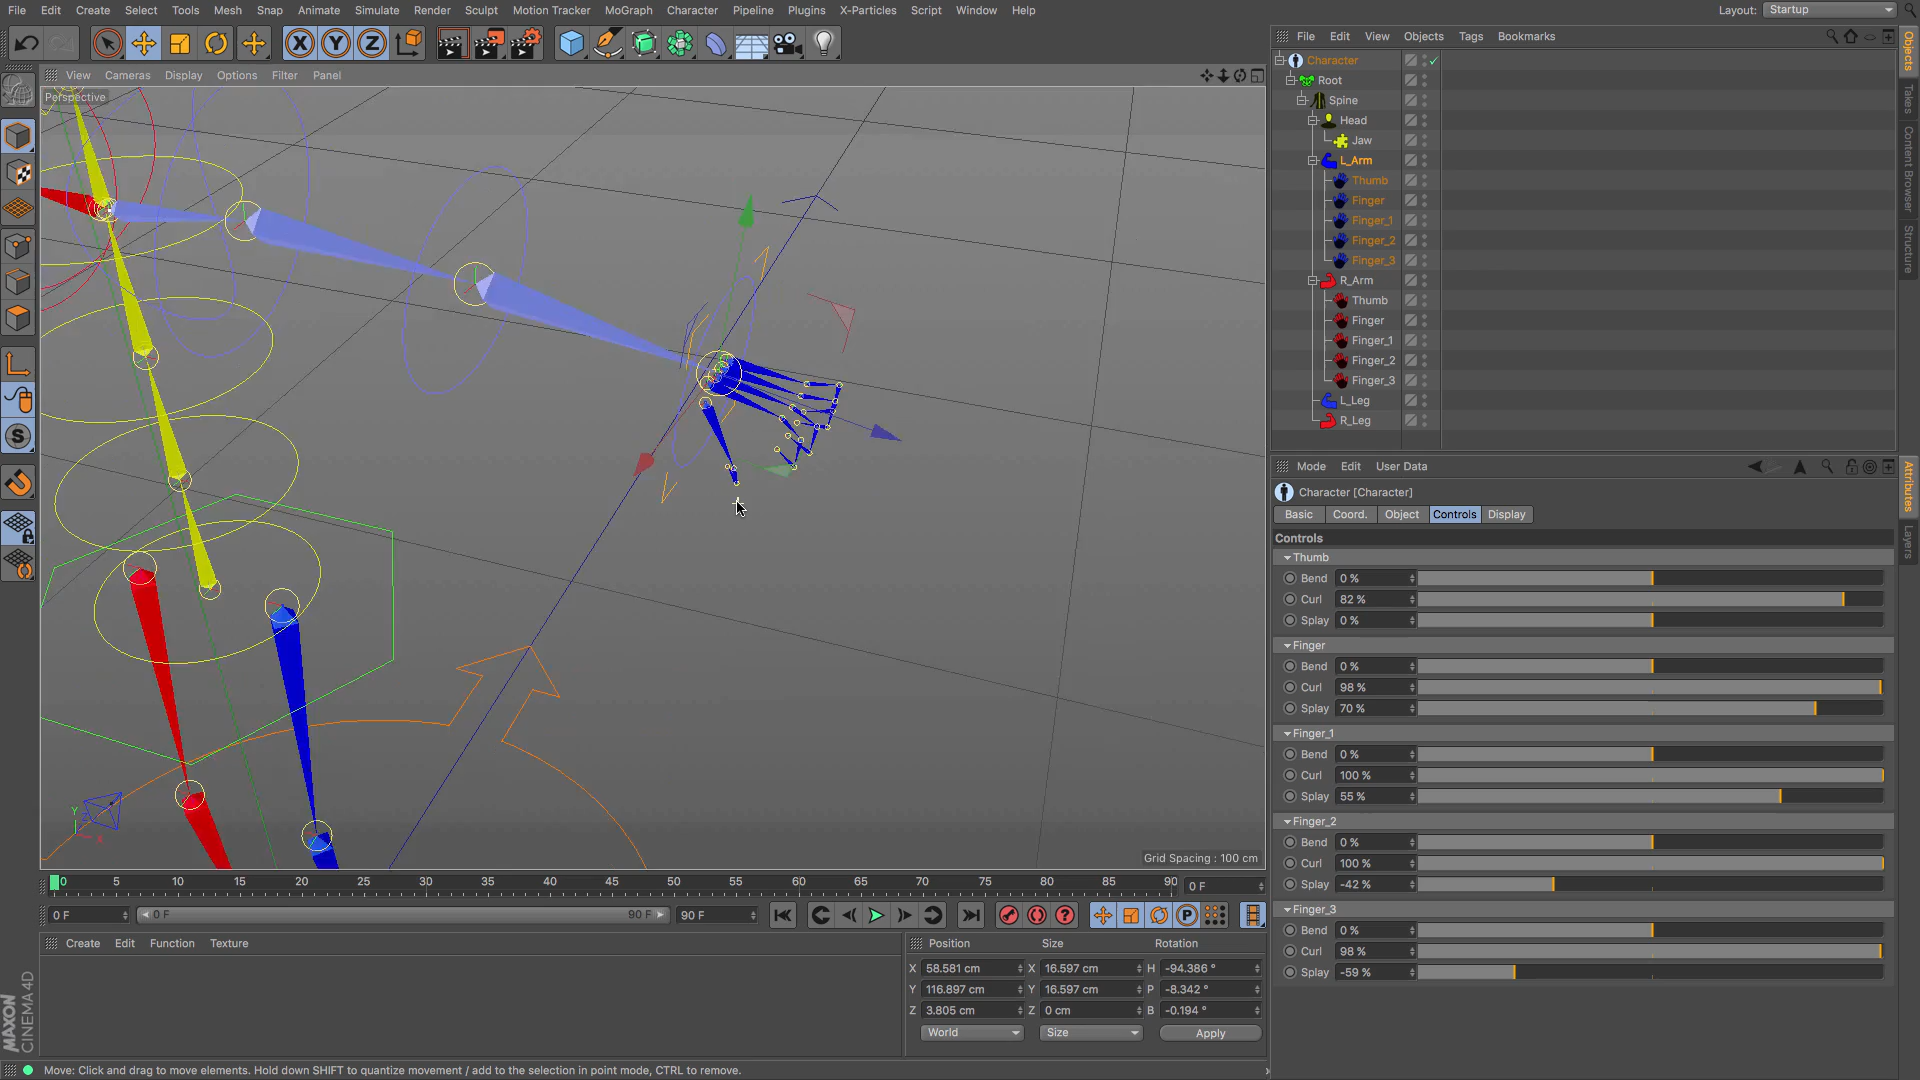 File Edit Create Select Tools Mesh Snap Animate Simulate Render Sculpt Motion Tracker MoGraph Character Pipeline Plugins X-Particles Script Window Help Layout: Startup
File Edit View Objects Tags Bookmarks
View Cameras Display Options Filter Panel
Perspective
Character
Root
Spine
Head
Jaw
L_Arm
Thumb
Finger
Finger_1
Finger_2
Finger_3
R_Arm
Thumb
Finger
Finger_1
Finger_2
Finger_3
L_Leg
R_Leg
Objects
Takes
Content Browser
Structure
Mode Edit User Data
Character [Character]
Basic Coord. Object Controls Display
Controls
Thumb
Bend 0 %
Curl 82 %
Splay 0 %
Finger
Bend 0 %
Curl 98 %
Splay 70 %
Finger_1
Bend 0 %
Curl 100 %
Splay 55 %
Finger_2
Bend 0 %
Curl 100 %
Splay -42 %
Finger_3
Bend 0 %
Curl 98 %
Splay -59 %
Attributes
Layers
Y
X
Grid Spacing : 100 cm
0 5 10 15 20 25 30 35 40 45 50 55 60 65 70 75 80 85 90 0 F
0 F 0 F 90 F 90 F
Create Edit Function Texture
Position Size Rotation
X 58.581 cm X 16.597 cm H -94.386 °
Y 116.897 cm Y 16.597 cm P -8.342 °
Z 3.805 cm Z 0 cm B -0.194 °
World Size Apply
MAXON
CINEMA 4D
Move: Click and drag to move elements. Hold down SHIFT to quantize movement / add to the selection in point mode, CTRL to remove.